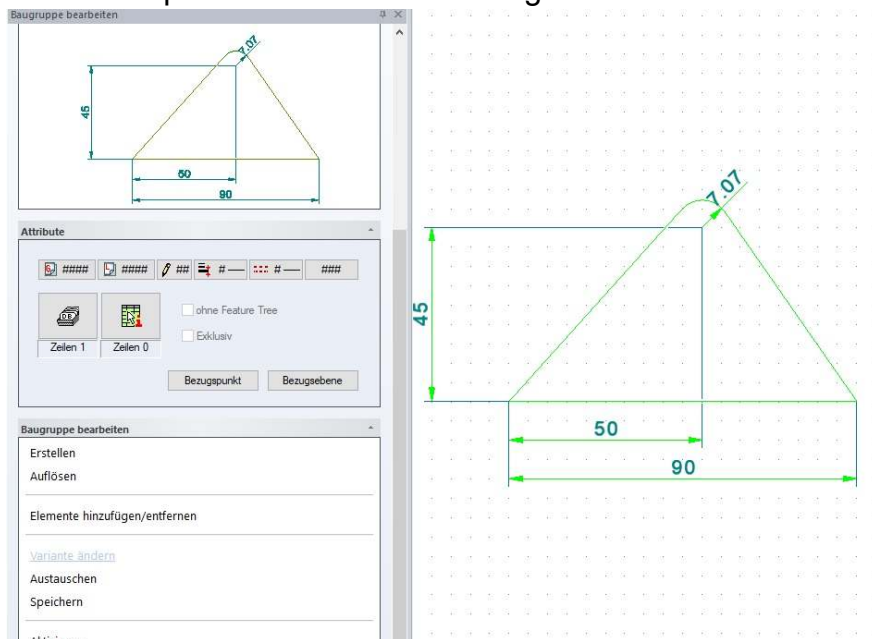 Baugruppe bearbeiten
7.07
45
50
90
Attribute
#### #### ## # — # — ###
ohne Feature Tree
Exklusiv
Zeilen 1 Zeilen 0
Bezugspunkt Bezugsebene
Baugruppe bearbeiten
Erstellen
Auflösen
Elemente hinzufügen/entfernen
Variante ändern
Austauschen
Speichern
7.07
45
50
90